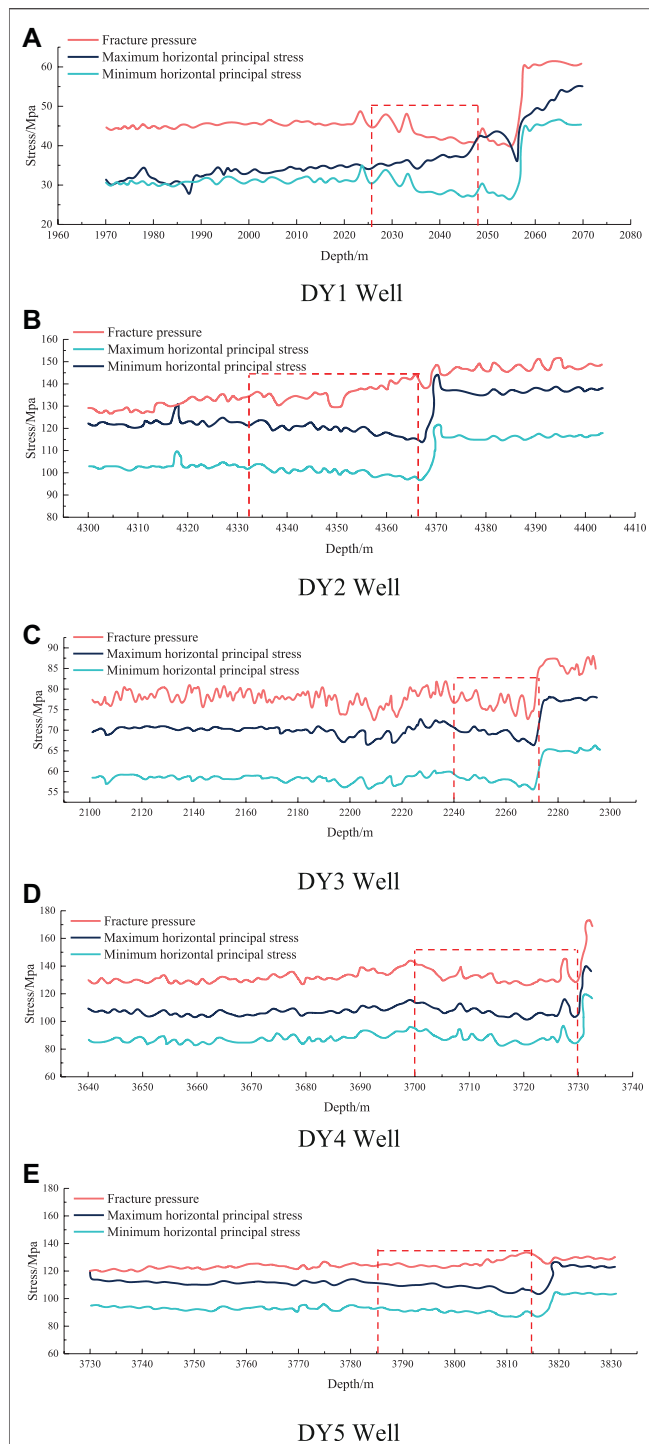 A
Fracture pressure
Maximum horizontal principal stress
Minimum horizontal principal stress
Stress/Mpa
60
50
40
30
20
1960 1970 1980 1990 2000 2010 2020 2030 2040 2050 2060 2070 2080
Depth/m
DY1 Well
B
Fracture pressure
Maximum horizontal principal stress
Minimum horizontal principal stress
Stress/Mpa
160
150
140
130
120
110
100
90
80
4300 4310 4320 4330 4340 4350 4360 4370 4380 4390 4400 4410
Depth/m
DY2 Well
C
Fracture pressure
Maximum horizontal principal stress
Minimum horizontal principal stress
Stress/Mpa
90
85
80
75
70
65
60
55
2100 2120 2140 2160 2180 2200 2220 2240 2260 2280 2300
Depth/m
DY3 Well
D
Fracture pressure
Maximum horizontal principal stress
Minimum horizontal principal stress
Stress/Mpa
180
160
140
120
100
80
60
3640 3650 3660 3670 3680 3690 3700 3710 3720 3730 3740
Depth/m
DY4 Well
E
Fracture pressure
Maximum horizontal principal stress
Minimum horizontal principal stress
Stress/Mpa
180
160
140
120
100
80
60
3730 3740 3750 3760 3770 3780 3790 3800 3810 3820 3830
Depth/m
DY5 Well